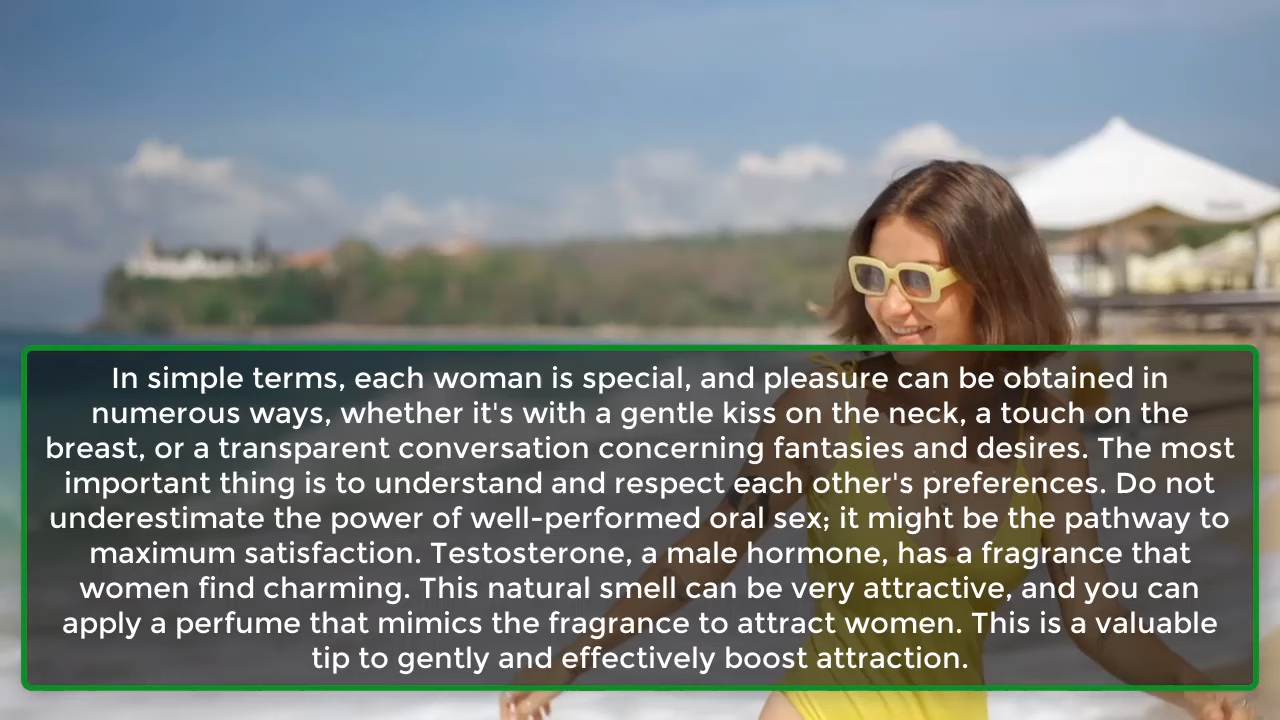 In simple terms, each woman is special, and pleasure can be obtained in
numerous ways, whether it's with a gentle kiss on the neck, a touch on the
breast, or a transparent conversation concerning fantasies and desires. The most
important thing is to understand and respect each other's preferences. Do not
underestimate the power of well-performed oral sex; it might be the pathway to
maximum satisfaction. Testosterone, a male hormone, has a fragrance that
women find charming. This natural smell can be very attractive, and you can
apply a perfume that mimics the fragrance to attract women. This is a valuable
tip to gently and effectively boost attraction.